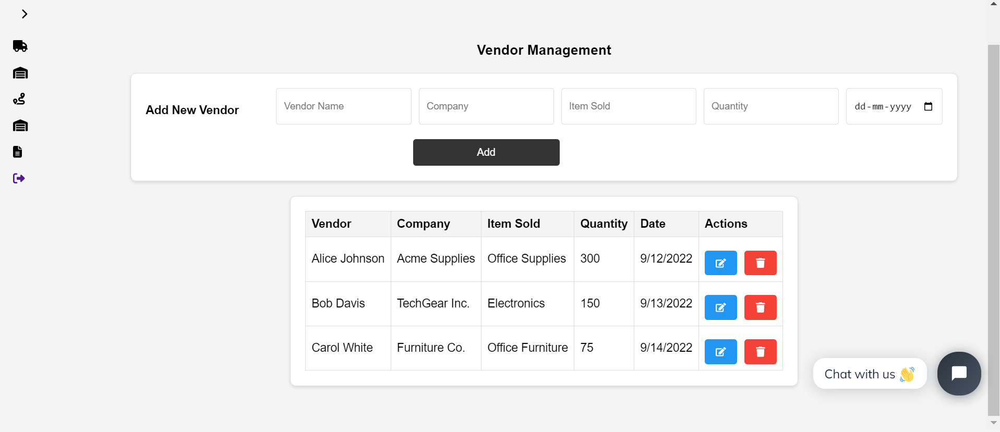 Vendor Management
Add New Vendor Vendor Name Company Item Sold Quantity dd-mm-yyyy
Add
Vendor Company Item Sold Quantity Date Actions
Alice Johnson Acme Supplies Office Supplies 300 9/12/2022
Bob Davis TechGear Inc. Electronics 150 9/13/2022
Carol White Furniture Co. Office Furniture 75 9/14/2022
Chat with us 👋